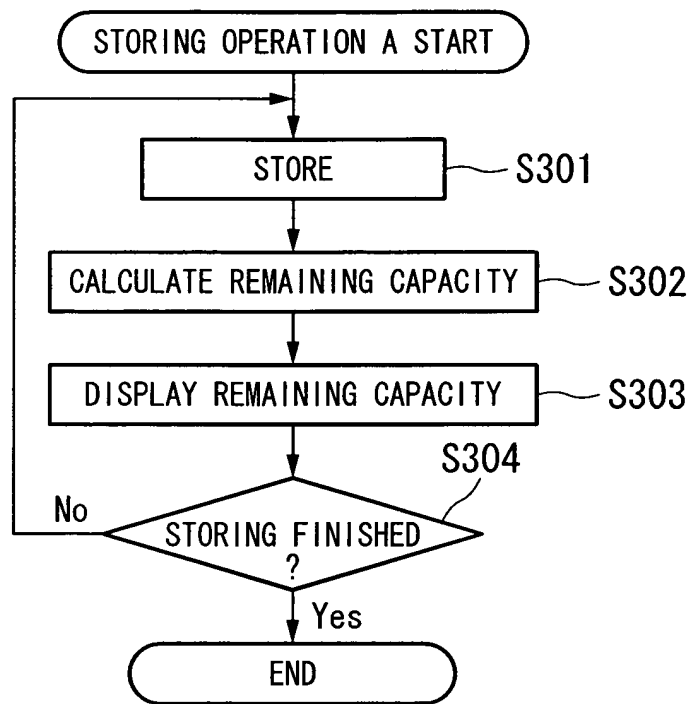 STORING OPERATION A START
STORE
S301
CALCULATE REMAINING CAPACITY
S302
DISPLAY REMAINING CAPACITY
S303
S304
No
STORING FINISHED
?
Yes
END